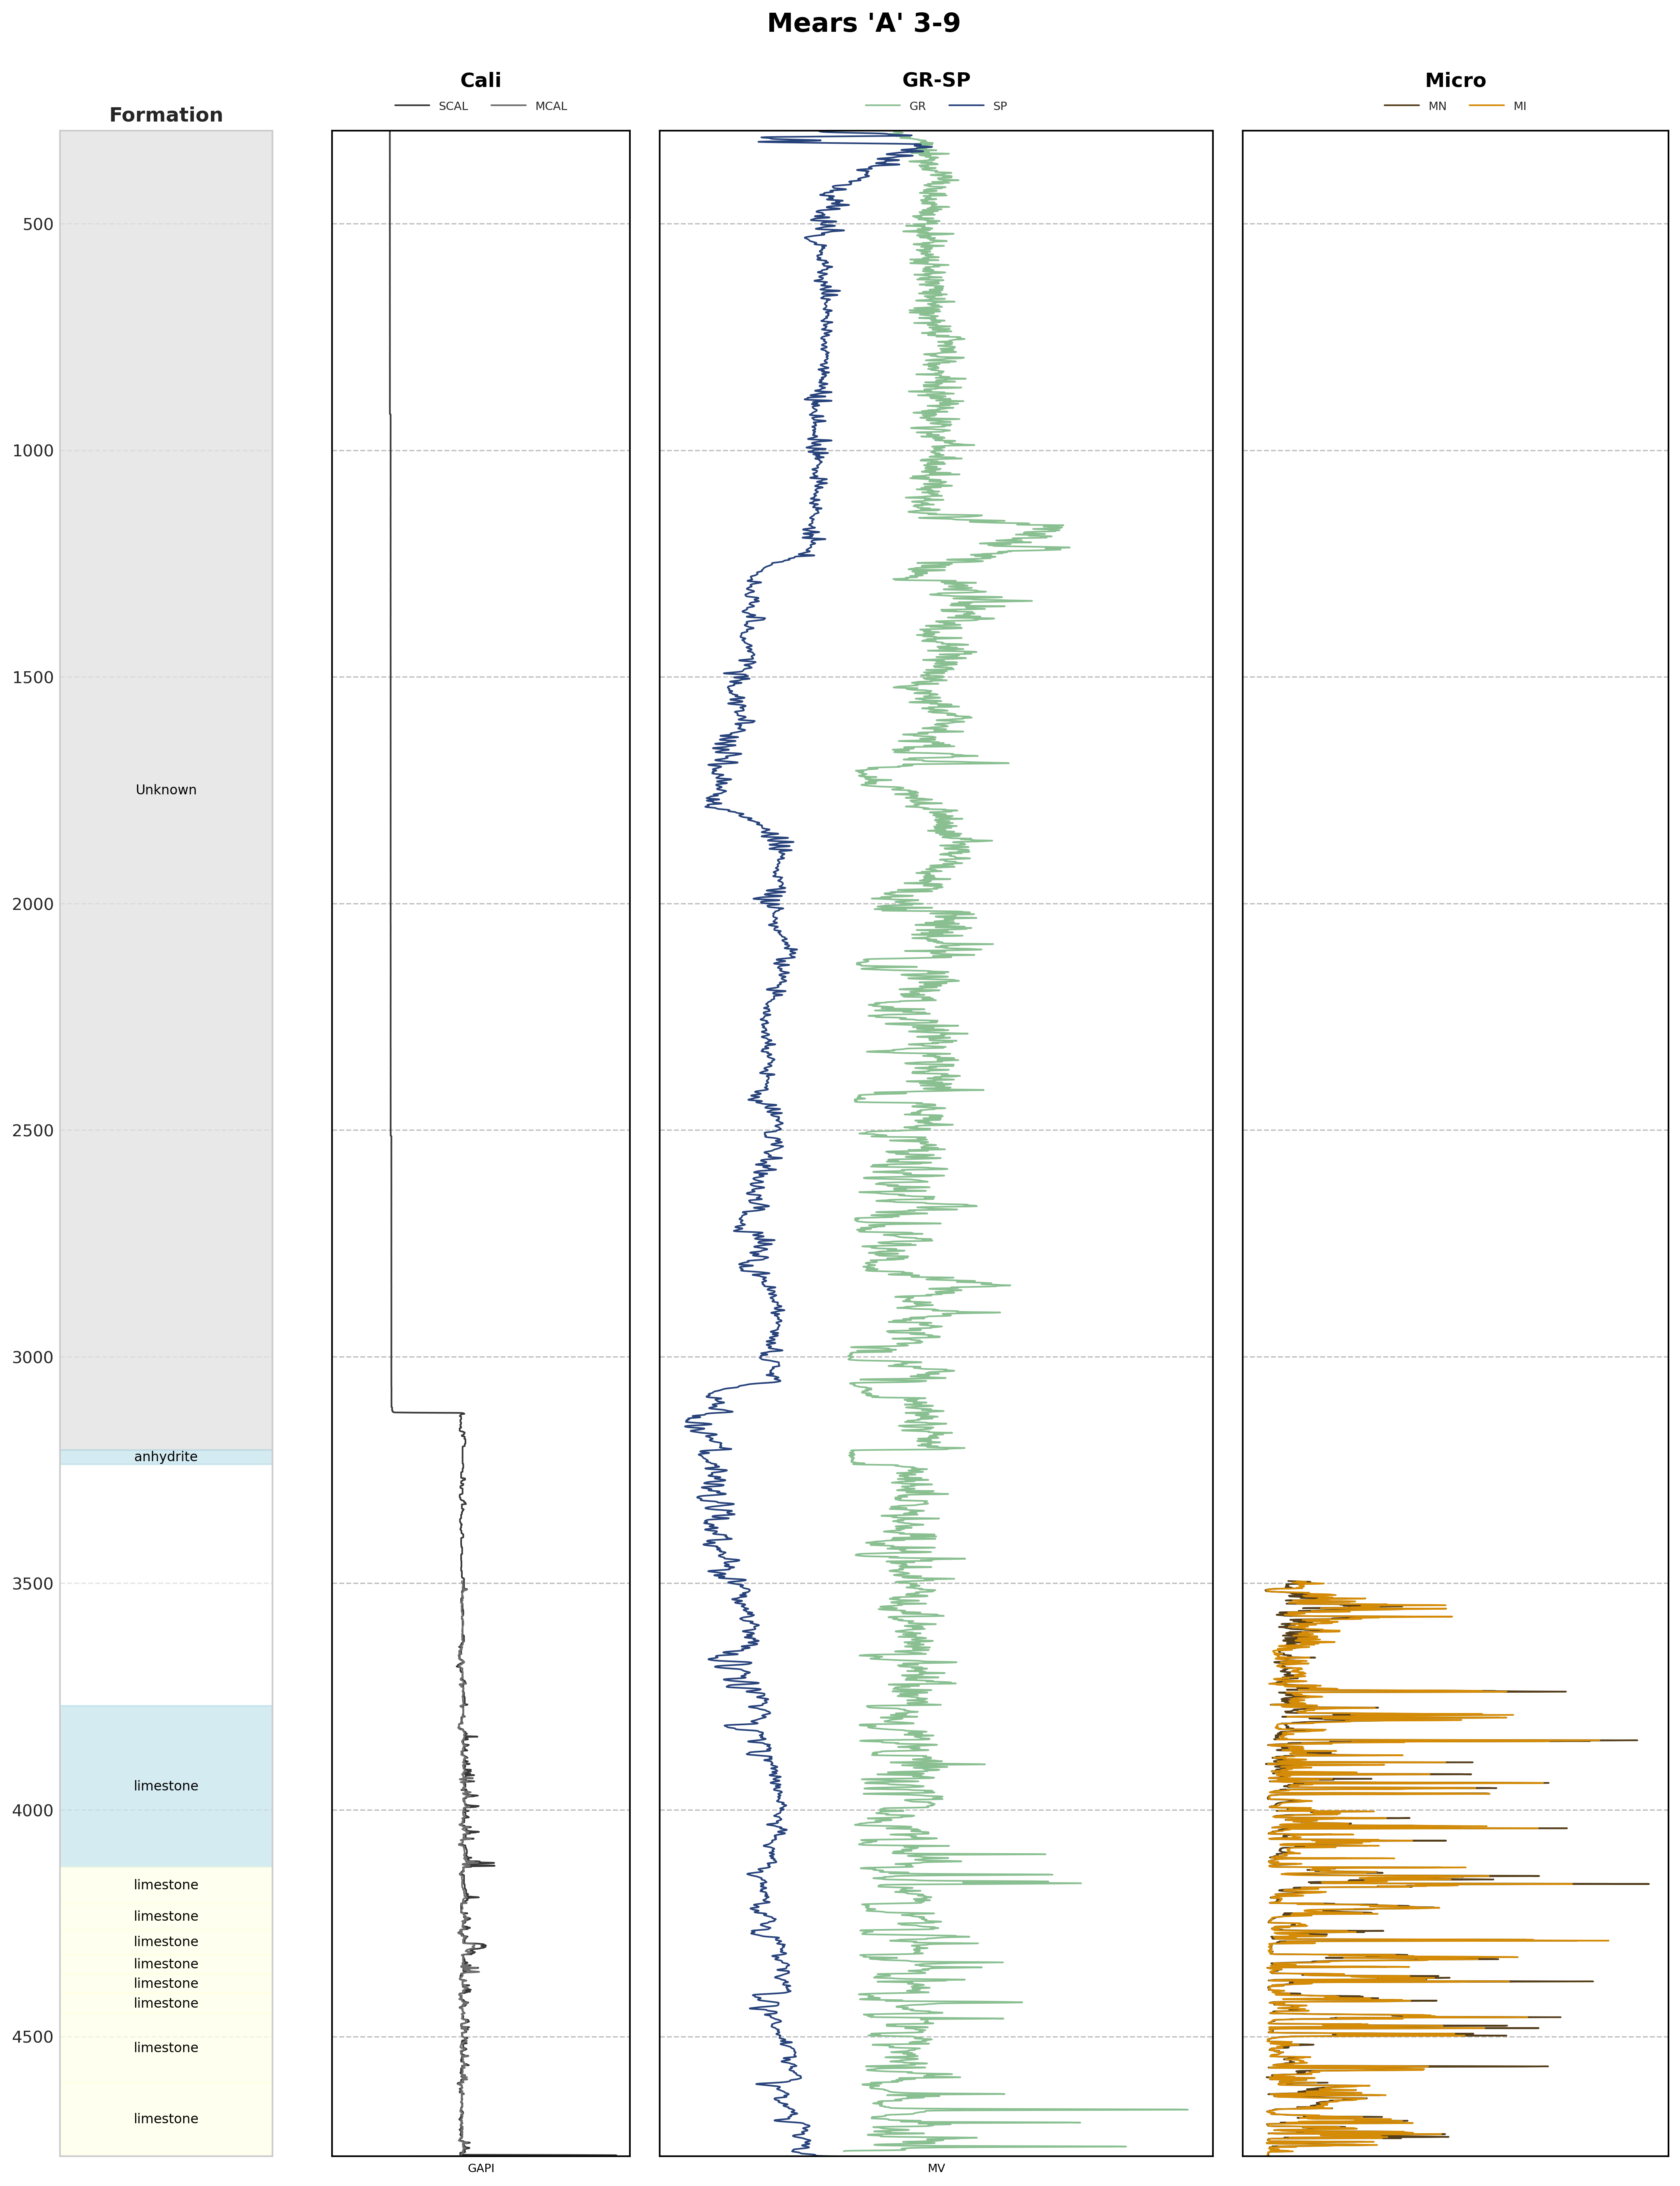 Mears 'A' 3-9
Cali
GR-SP
Micro
SCAL MCAL
GR SP
MN MI
Formation
500
1000
1500
Unknown
2000
2500
3000
anhydrite
3500
limestone
4000
limestone
limestone
limestone
limestone
limestone
limestone
4500
limestone
limestone
GAPI
MV